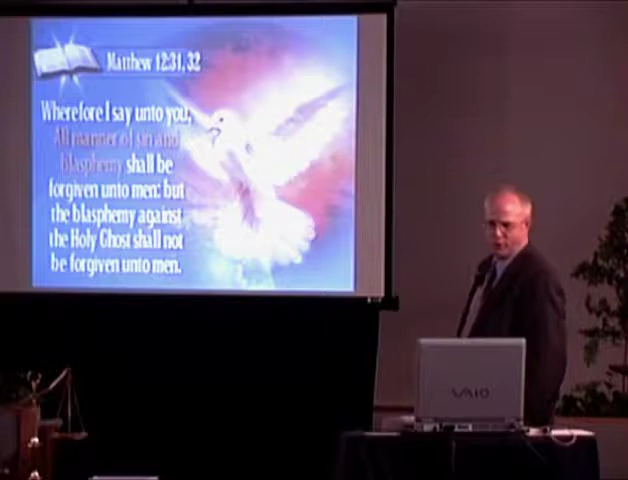 Matthew 12:31, 32
Wherefore I say unto you,
All manner of sin and
blasphemy shall be
forgiven unto men: but
the blasphemy against
the Holy Ghost shall not
be forgiven unto men.
VAIO